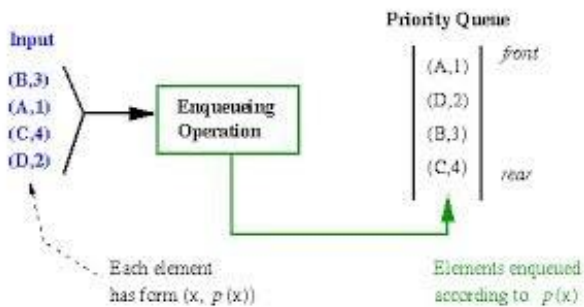 Input
(B,3)
(A,1)
(C,4)
(D,2)
Enqueueing
Operation
Priority Queue
(A,1)
(D,2)
(B,3)
(C,4)
front
rear
Each element
has form (x, p(x))
Elements enqueued
according to p(x)